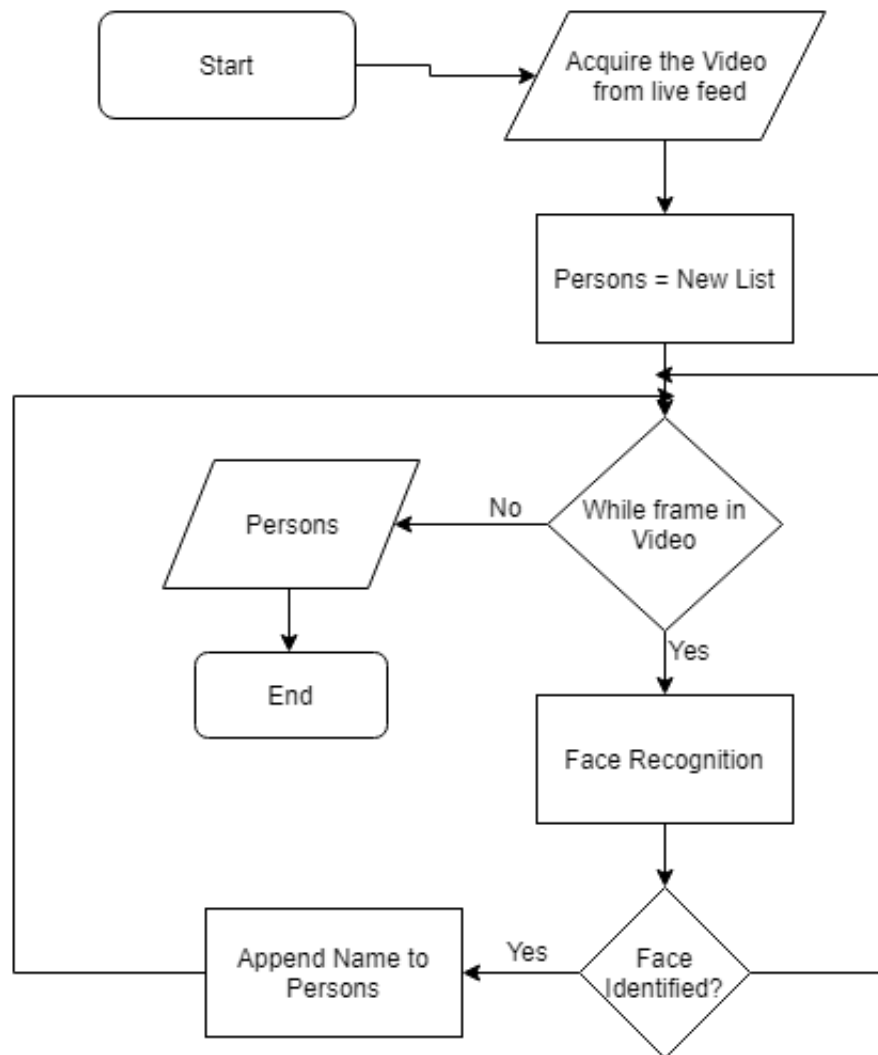 Start
Acquire the Video
from live feed
Persons = New List
While frame in
Video
No
Persons
End
Yes
Face Recognition
Face
Identified?
Yes
Append Name to
Persons